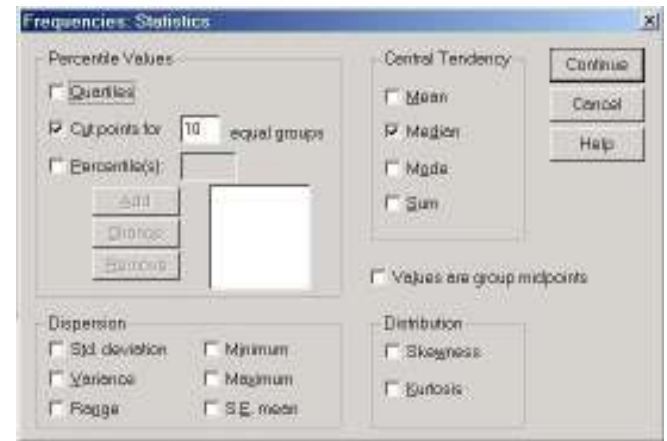 Frequencies: Statistics
Percentile Values
Quartiles
Cut points for 10 equal groups
Percentile(s):
Add
Change
Remove
Central Tendency
Mean
Median
Mode
Sum
Continue
Cancel
Help
Values are group midpoints
Dispersion
Std. deviation
Minimum
Variance
Maximum
Range
S.E. mean
Distribution
Skewness
Kurtosis